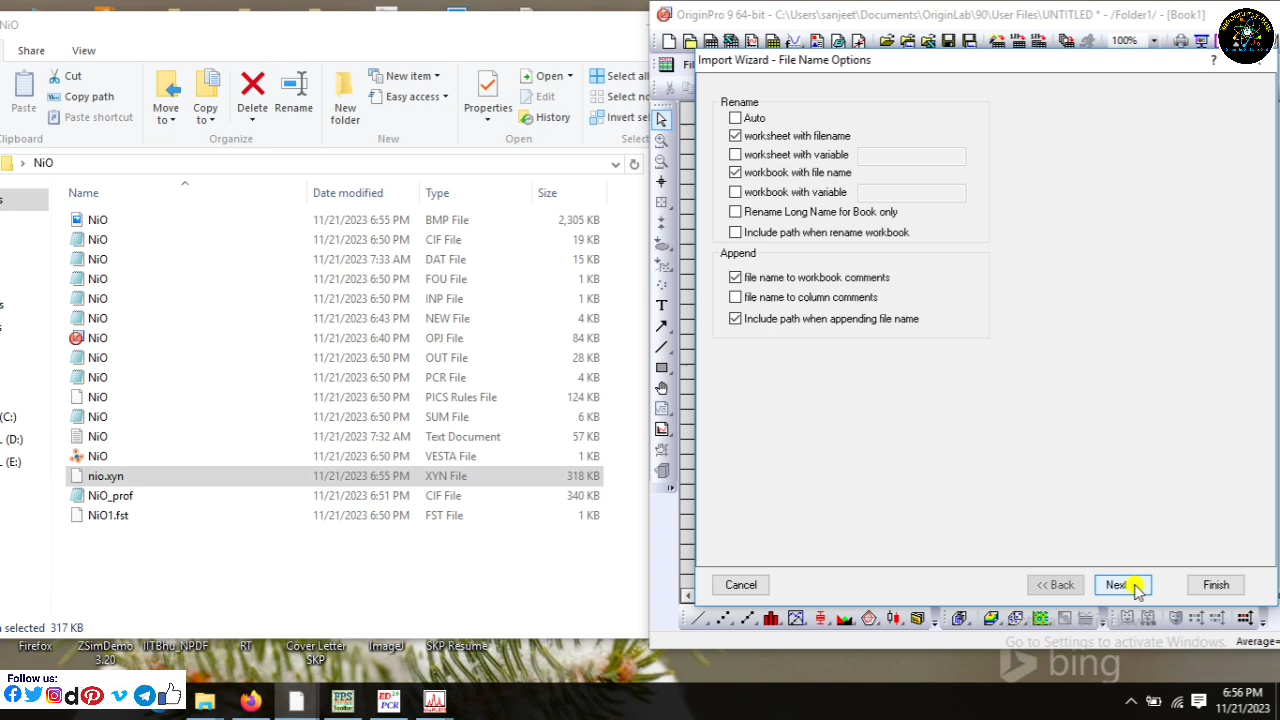 NiO
OriginPro 9 64-bit - C:\Users\sanjeet\Documents\OriginLab\90\User Files\UNTITLED * - /Folder1/ - [Book1]
Share View
100%
Import Wizard - File Name Options
?
Paste
Cut
Copy path
Paste shortcut
Move to
Copy to
Delete
Rename
New folder
New item
Easy access
Properties
Open
Edit
History
Select all
Select no
Invert sel
Clipboard
Organize
New
Open
Select
NiO
Name Date modified Type Size
NiO 11/21/2023 6:55 PM BMP File 2,305 KB
NiO 11/21/2023 6:50 PM CIF File 19 KB
NiO 11/21/2023 7:33 AM DAT File 15 KB
NiO 11/21/2023 6:50 PM FOU File 1 KB
NiO 11/21/2023 6:50 PM INP File 1 KB
NiO 11/21/2023 6:43 PM NEW File 4 KB
NiO 11/21/2023 6:40 PM OPJ File 84 KB
NiO 11/21/2023 6:50 PM OUT File 28 KB
NiO 11/21/2023 6:50 PM PCR File 4 KB
NiO 11/21/2023 6:50 PM PICS Rules File 124 KB
NiO 11/21/2023 6:50 PM SUM File 6 KB
NiO 11/21/2023 7:32 AM Text Document 57 KB
NiO 11/21/2023 6:50 PM VESTA File 1 KB
nio.xyn 11/21/2023 6:55 PM XYN File 318 KB
NiO_prof 11/21/2023 6:51 PM CIF File 340 KB
NiO1.fst 11/21/2023 6:50 PM FST File 1 KB
(C:)
L (D:)
L (E:)
selected 317 KB
Rename
Auto
worksheet with filename
worksheet with variable
workbook with file name
workbook with variable
Rename Long Name for Book only
Include path when rename workbook
Append
file name to workbook comments
file name to column comments
Include path when appending file name
Cancel
<< Back
Next
Finish
T
Go to Settings to activate Windows.
Average=
bing
Firefox
ZSimDemo 3.20
IITBhu_NPDF
RT
Cover Letter SKP
ImageJ
SKP Resume
Follow us:
FPS Toolbar
ED PCR
6:56 PM
11/21/2023